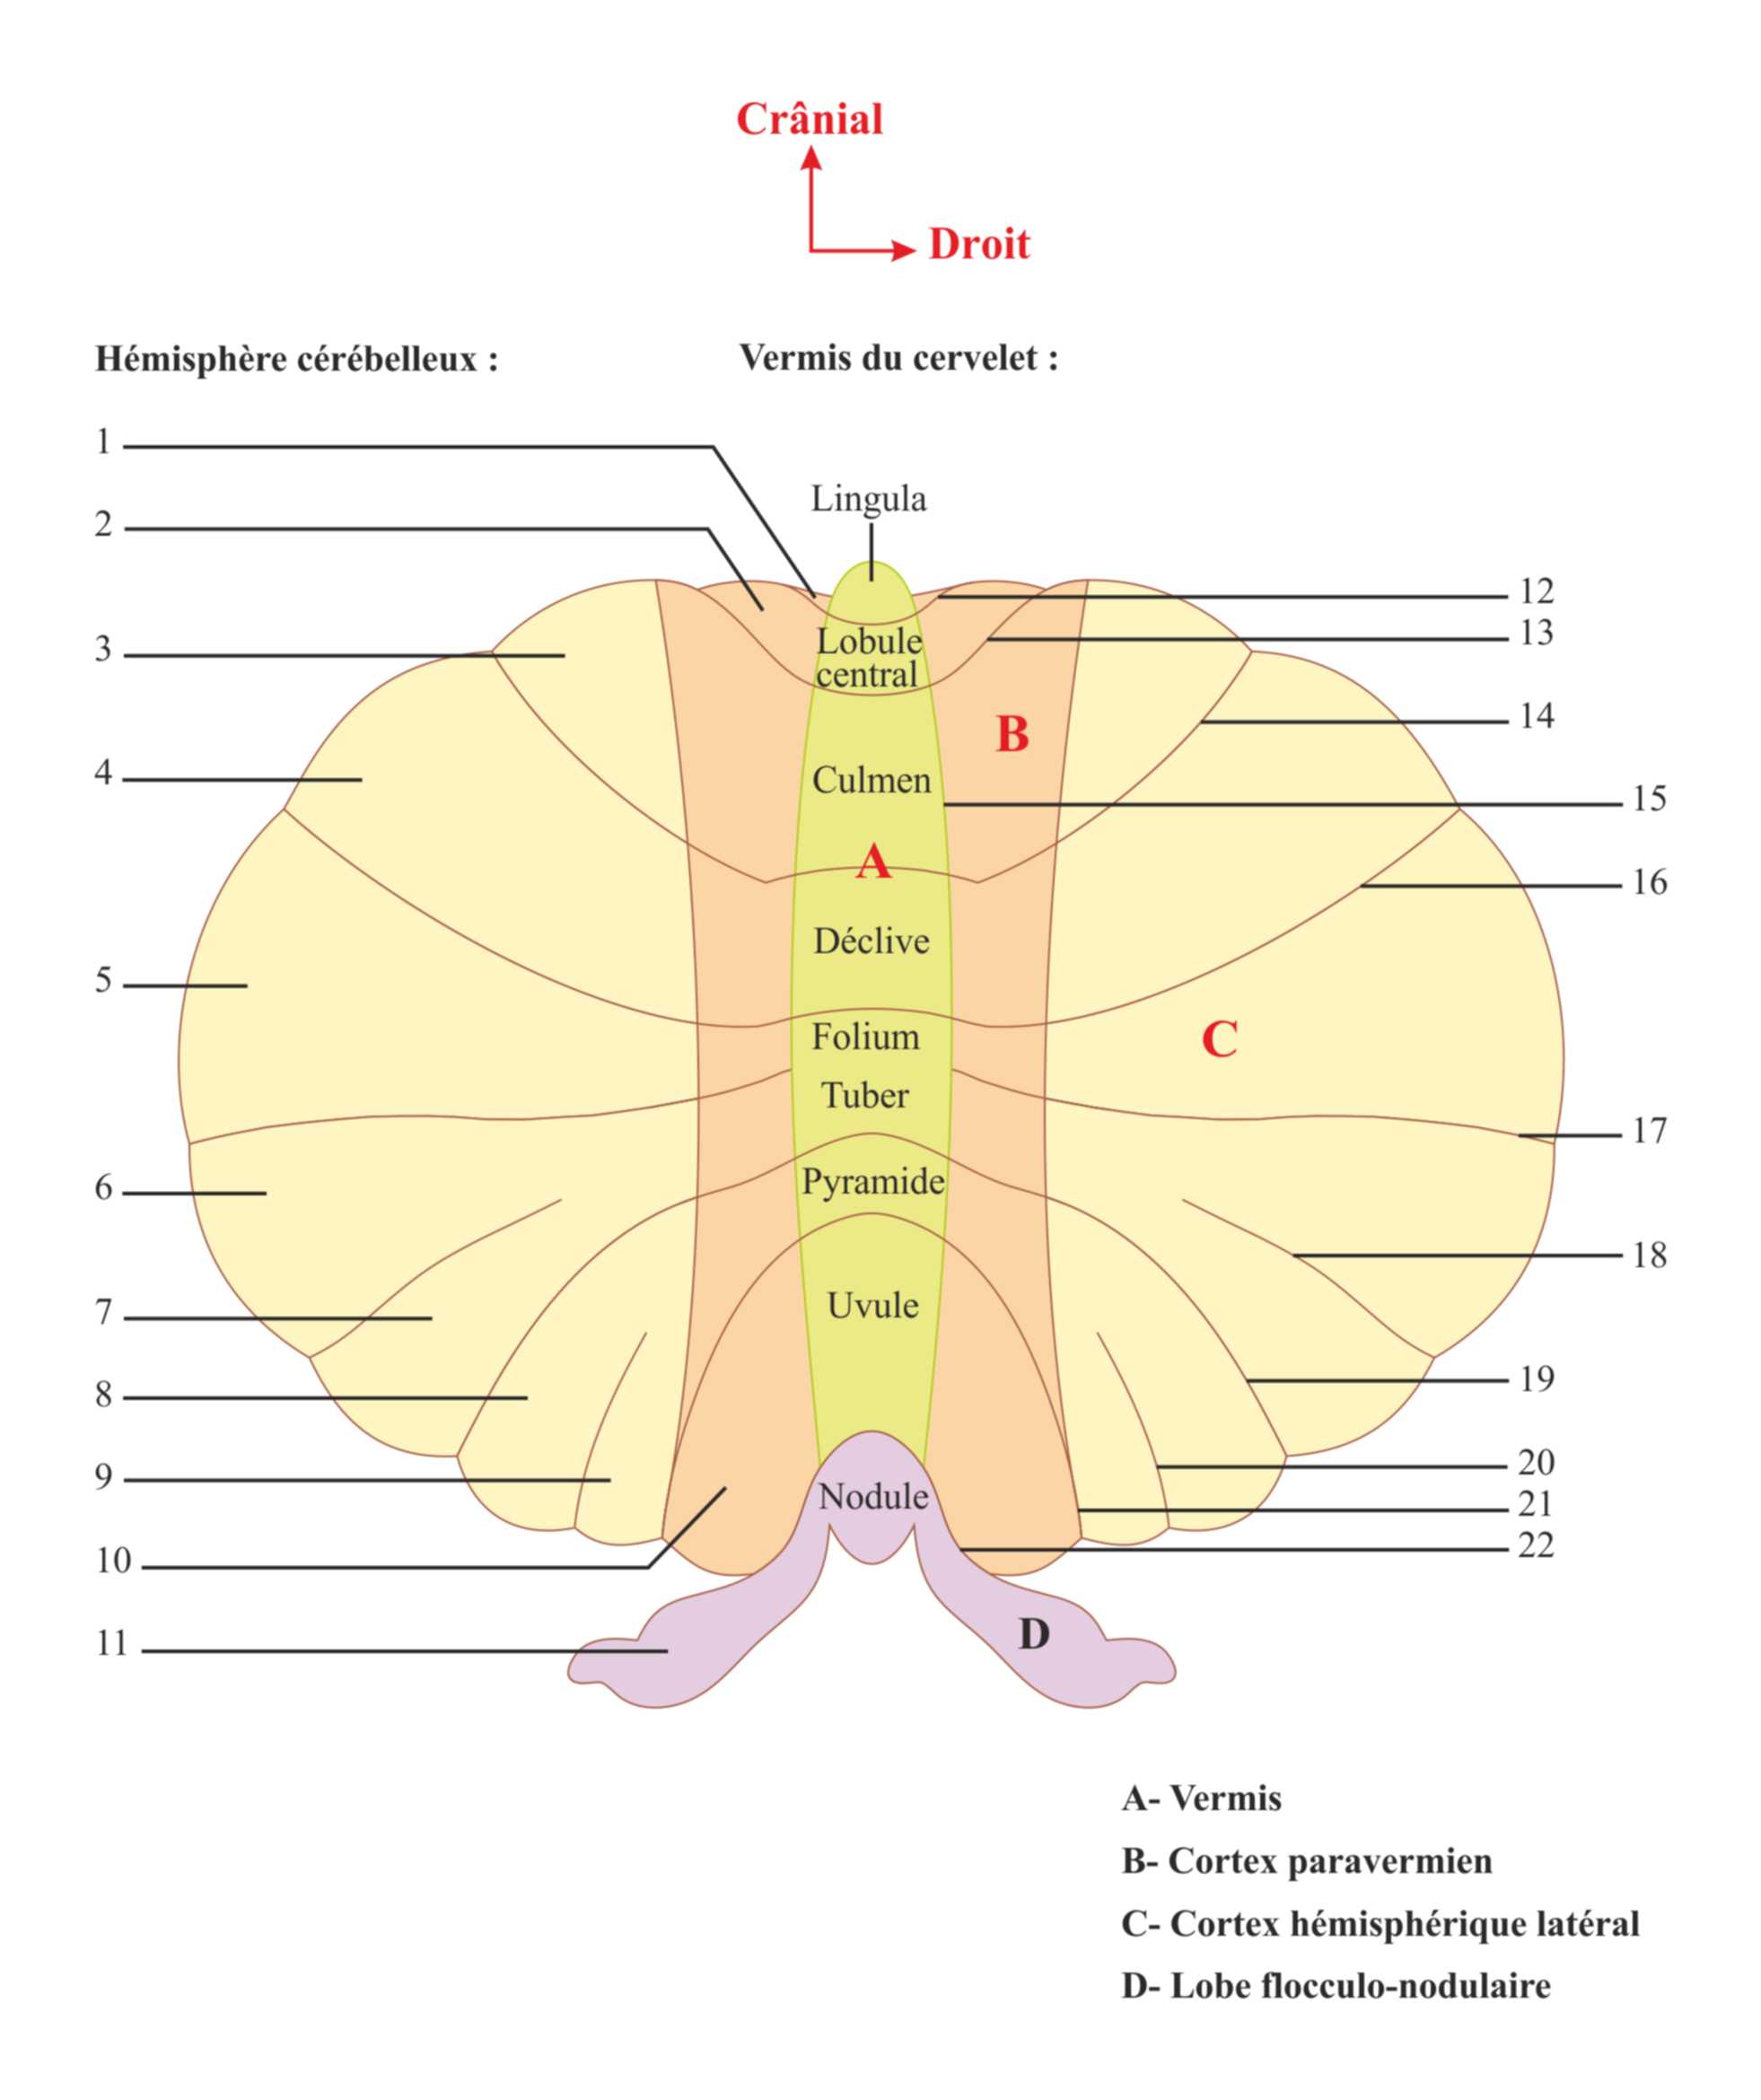 Crânial
Droit
Hémisphère cérébelleux :
Vermis du cervelet :
1
2
3
4
5
6
7
8
9
10
11
Lingula
Lobule
central
Culmen
A
Déclive
Folium
Tuber
Pyramide
Uvule
Nodule
B
C
D
12
13
14
15
16
17
18
19
20
21
22
A- Vermis
B- Cortex paravermien
C- Cortex hémisphérique latéral
D- Lobe flocculo-nodulaire